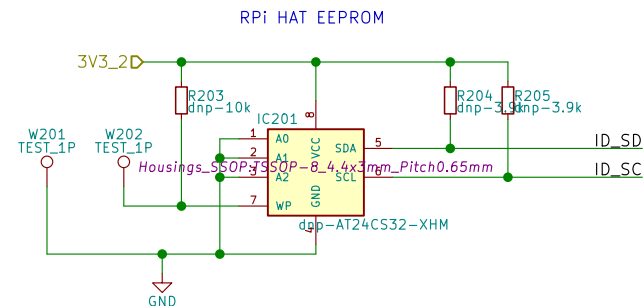 RPi HAT EEPROM
3V3_2
R203
dnp-10k
R204
dnp-3.9k
R205
dnp-3.9k
W201
TEST_1P
W202
TEST_1P
IC201
8
VCC
1
A0
2
A1
3
A2
7
WP
SDA
5
SCL
6
GND
4
ID_SD
ID_SC
Housings_SSOP:TSSOP-8_4.4x3mm_Pitch0.65mm
dnp-AT24CS32-XHM
GND